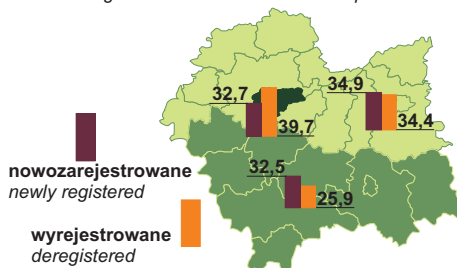 32,7
34,9
39,7
34,4
nowozarejestrowane
newly registered
32,5
25,9
wyrejestrowane
deregistered